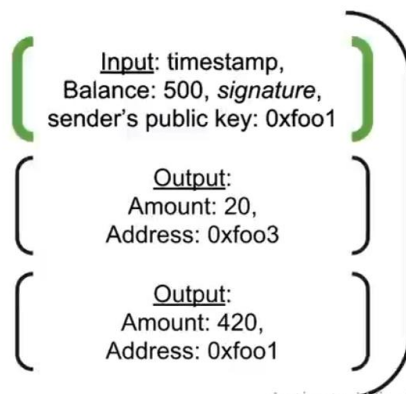 Input: timestamp,
Balance: 500, signature,
sender's public key: 0xfoo1
Output:
Amount: 20,
Address: 0xfoo3
Output:
Amount: 420,
Address: 0xfoo1